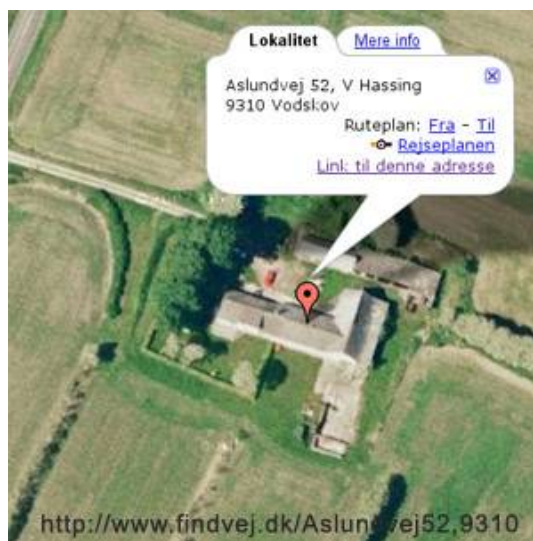 Lokalitet Mere info
Aslundvej 52, V Hassing
9310 Vodskov
Ruteplan: Fra - Til
Rejseplanen
Link til denne adresse
http://www.findvej.dk/Aslundvej52,9310